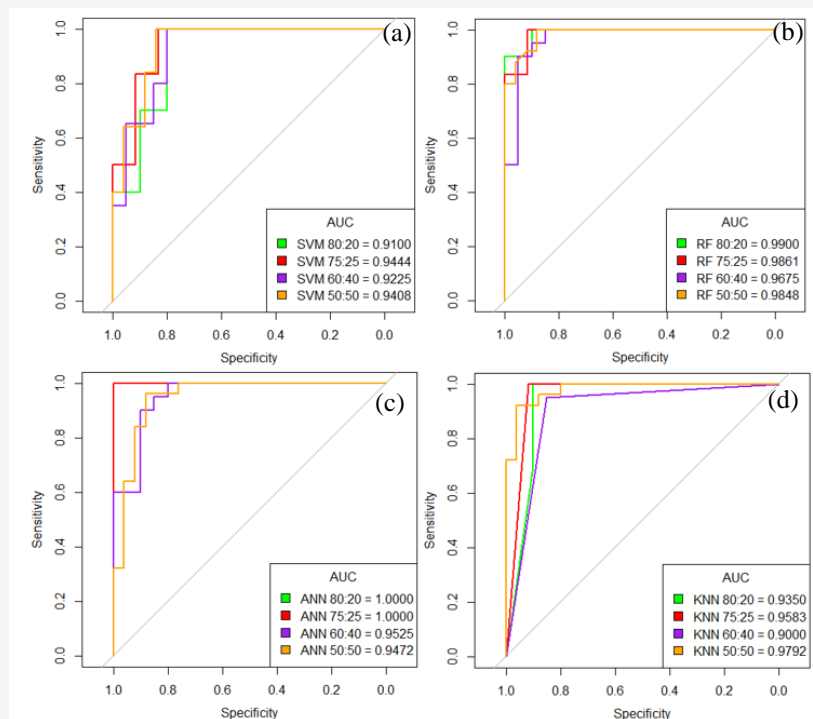 (a)
1.0
0.8
0.6
0.4
0.2
0.0
Sensitivity
AUC
SVM 80:20 = 0.9100
SVM 75:25 = 0.9444
SVM 60:40 = 0.9225
SVM 50:50 = 0.9408
1.0 0.8 0.6 0.4 0.2 0.0
Specificity
(b)
1.0
0.8
0.6
0.4
0.2
0.0
Sensitivity
AUC
RF 80:20 = 0.9900
RF 75:25 = 0.9861
RF 60:40 = 0.9675
RF 50:50 = 0.9848
1.0 0.8 0.6 0.4 0.2 0.0
Specificity
(c)
1.0
0.8
0.6
0.4
0.2
0.0
Sensitivity
AUC
ANN 80:20 = 1.0000
ANN 75:25 = 1.0000
ANN 60:40 = 0.9525
ANN 50:50 = 0.9472
1.0 0.8 0.6 0.4 0.2 0.0
Specificity
(d)
1.0
0.8
0.6
0.4
0.2
0.0
Sensitivity
AUC
KNN 80:20 = 0.9350
KNN 75:25 = 0.9583
KNN 60:40 = 0.9000
KNN 50:50 = 0.9792
1.0 0.8 0.6 0.4 0.2 0.0
Specificity